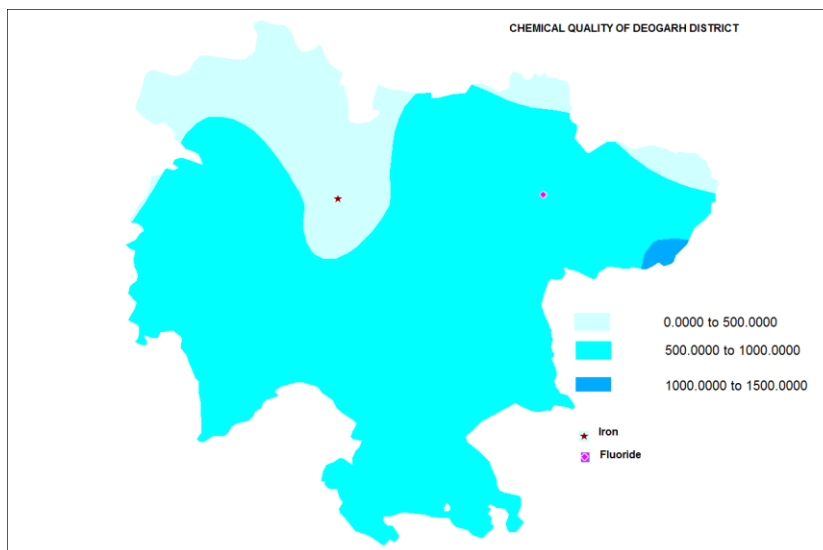 CHEMICAL QUALITY OF DEOGARH DISTRICT
0.0000 to 500.0000
500.0000 to 1000.0000
1000.0000 to 1500.0000
Iron
Fluoride